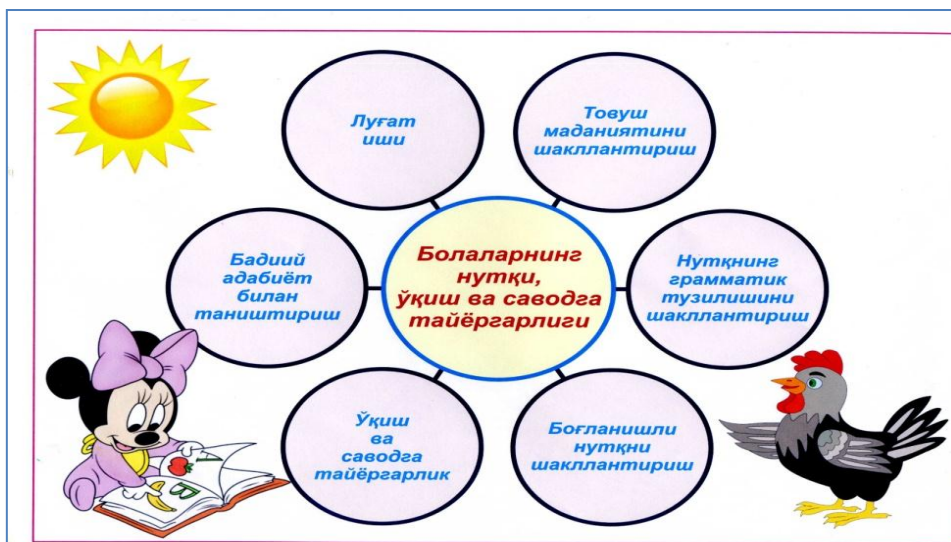 Луғат
иши
Товуш
маданиятини
шакллантириш
Бадиий
адабиёт
билан
таништириш
Болаларнинг
нутқи,
ўқиш ва саводга
тайёргарлиги
Нутқнинг
грамматик
тузилишини
шакллантириш
Ўқиш
ва
саводга
тайёргарлик
Боғланишли
нутқни
шакллантириш